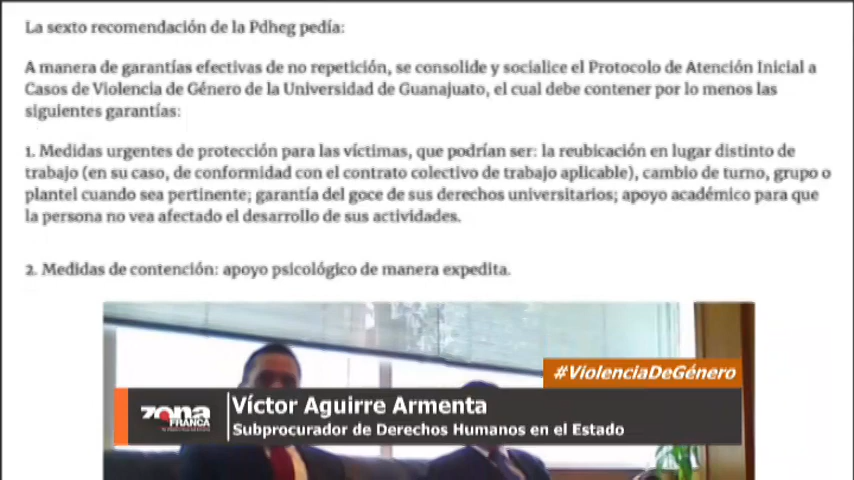 La sexto recomendación de la Pdheg pedía:
A manera de garantías efectivas de no repetición, se consolide y socialice el Protocolo de Atención Inicial a
Casos de Violencia de Género de la Universidad de Guanajuato, el cual debe contener por lo menos las
siguientes garantías:
1. Medidas urgentes de protección para las víctimas, que podrían ser: la reubicación en lugar distinto de
trabajo (en su caso, de conformidad con el contrato colectivo de trabajo aplicable), cambio de turno, grupo o
plantel cuando sea pertinente; garantía del goce de sus derechos universitarios; apoyo académico para que
la persona no vea afectado el desarrollo de sus actividades.
2. Medidas de contención: apoyo psicológico de manera expedita.
#ViolenciaDeGénero
zona
FRANCA
Víctor Aguirre Armenta
Subprocurador de Derechos Humanos en el Estado